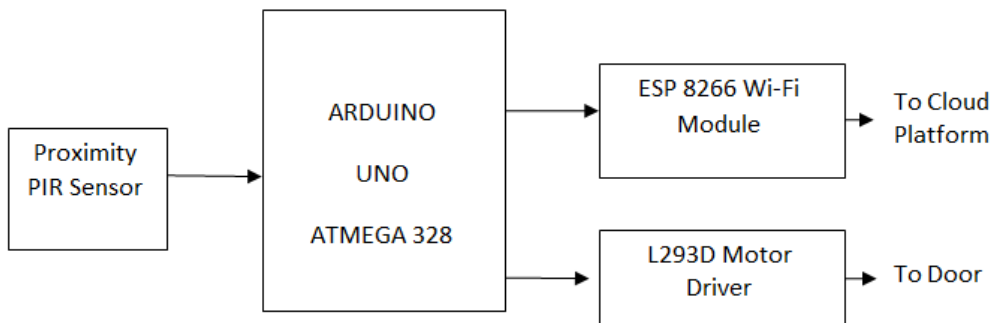 Proximity
PIR Sensor
ARDUINO
UNO
ATMEGA 328
ESP 8266 Wi-Fi
Module
To Cloud
Platform
L293D Motor
Driver
To Door